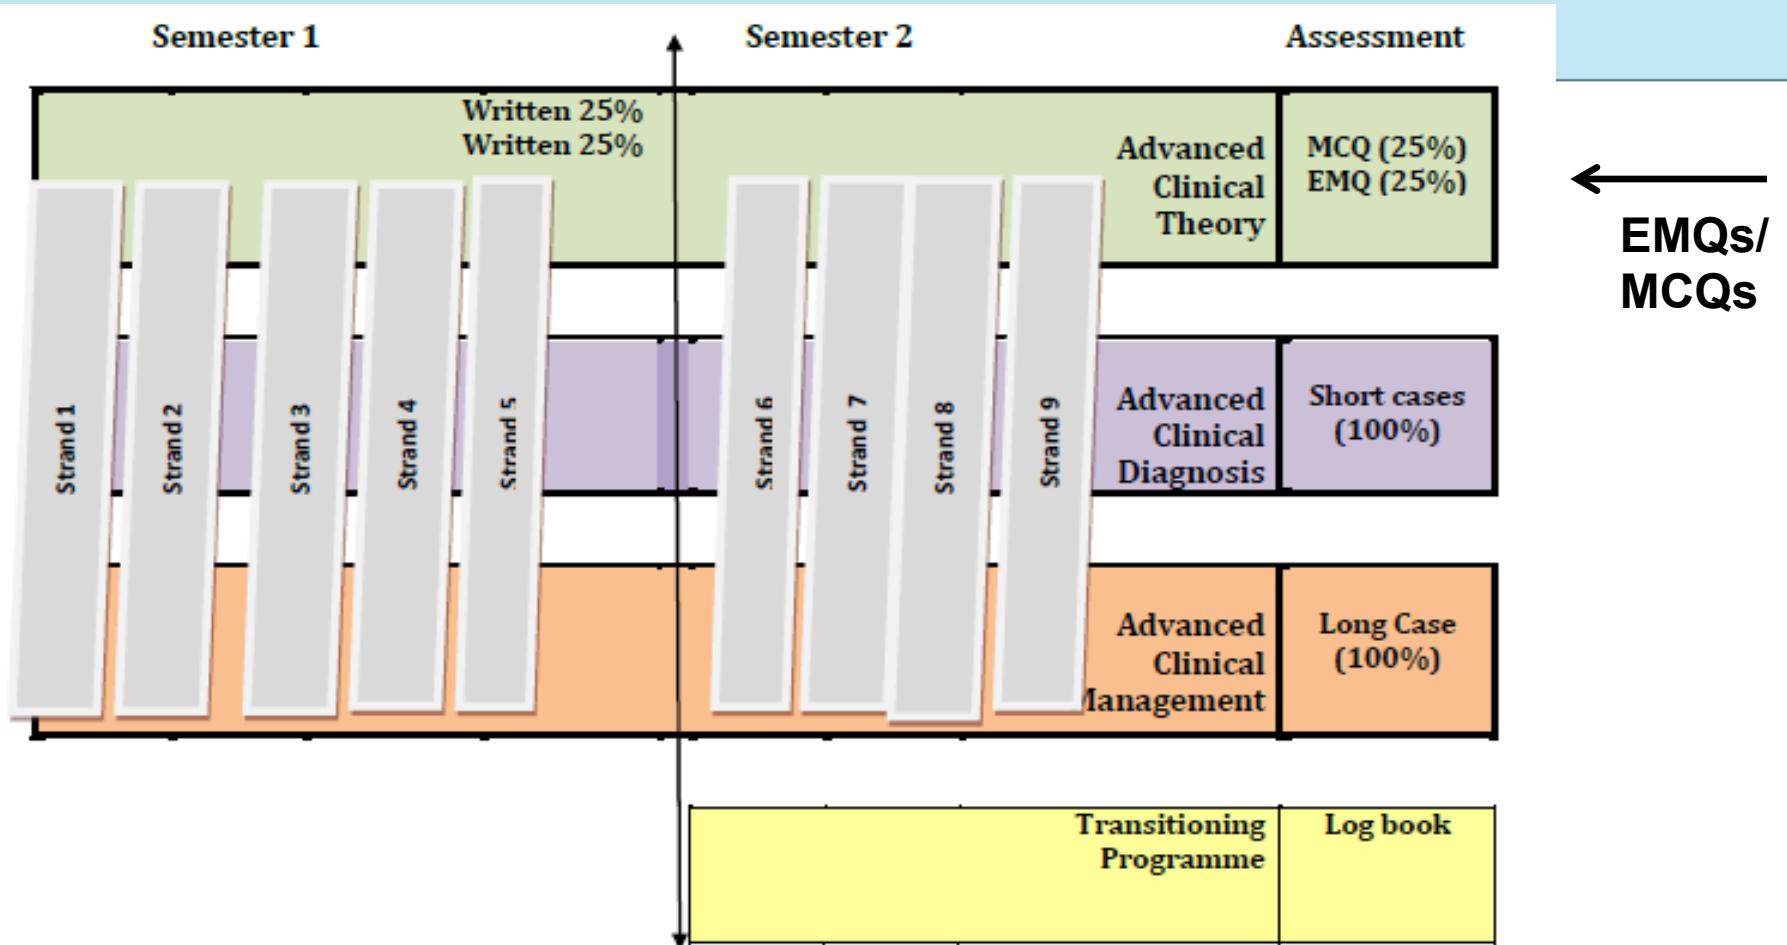 Semester 1
Semester 2
Assessment
Written 25%
Written 25%
Advanced
Clinical
Theory
MCQ (25%)
EMQ (25%)
EMQs/
MCQs
Strand 1
Strand 2
Strand 3
Strand 4
Strand 5
Strand 6
Strand 7
Strand 8
Strand 9
Advanced
Clinical
Diagnosis
Short cases
(100%)
Advanced
Clinical
Management
Long Case
(100%)
Transitioning
Programme
Log book